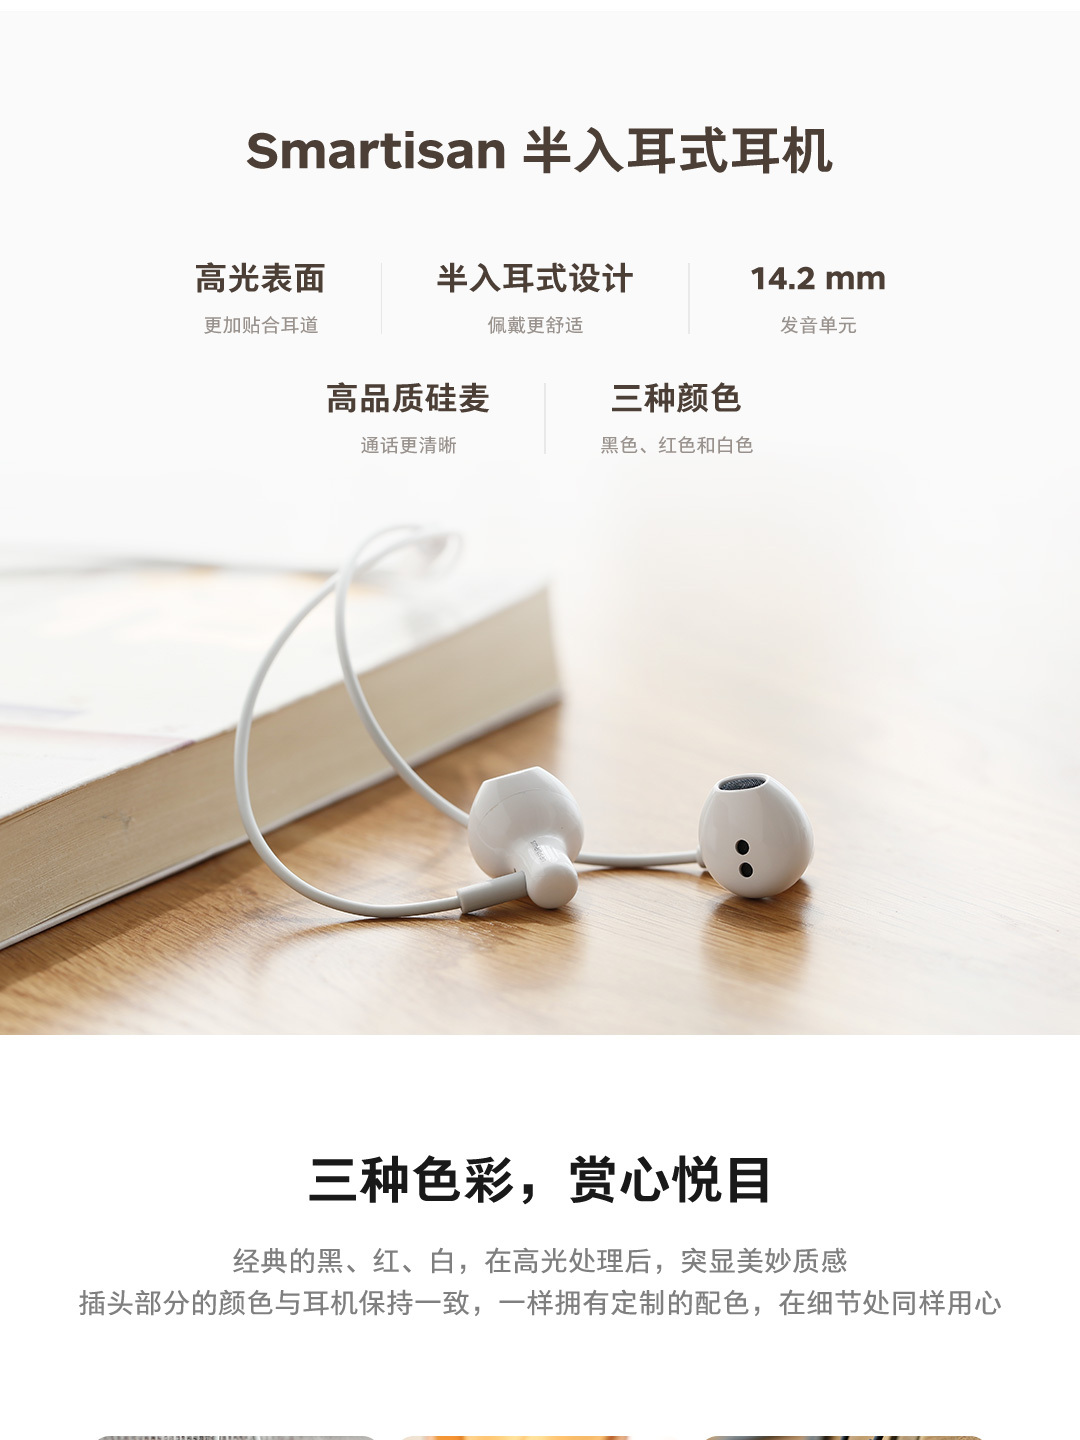 Smartisan 半入耳式耳机
高光表面
更加贴合耳道
半入耳式设计
佩戴更舒适
14.2 mm
发音单元
高品质硅麦
通话更清晰
三种颜色
黑色、红色和白色
三种色彩，赏心悦目
经典的黑、红、白，在高光处理后，突显美妙质感
插头部分的颜色与耳机保持一致，一样拥有定制的配色，在细节处同样用心